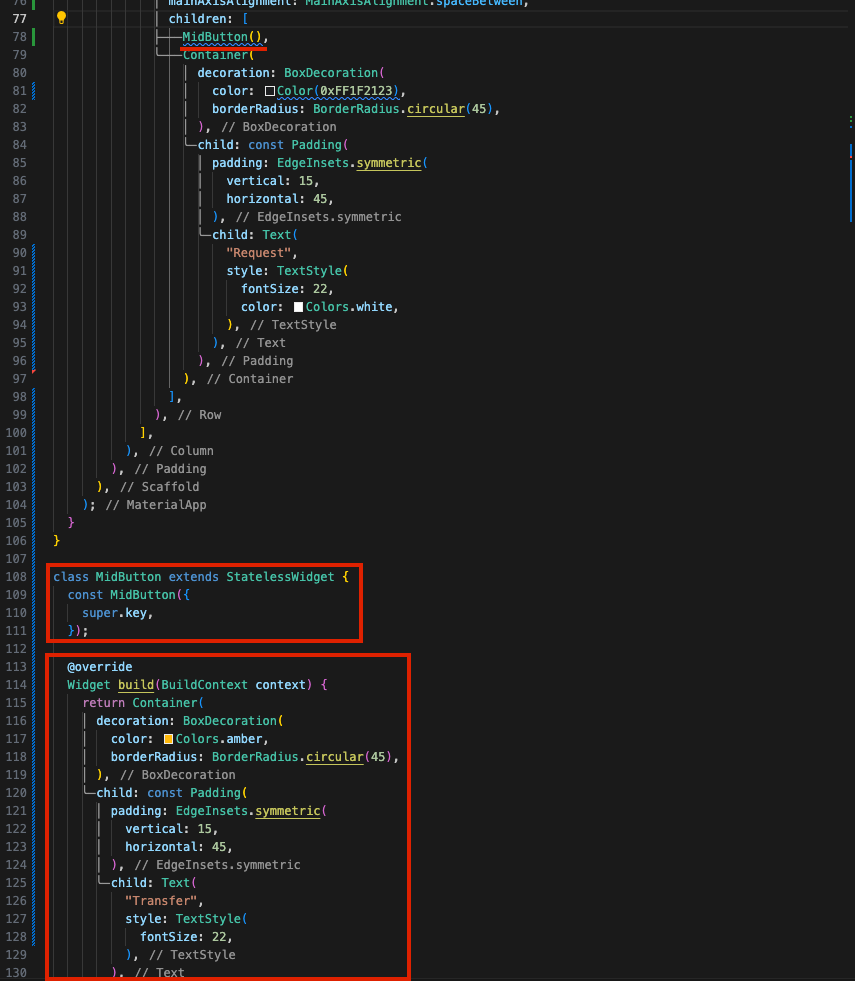 76 mainAxisAlignment: MainAxisAlignment.spaceBetween,
77 children: [
78 MidButton(),
79 Container(
80 decoration: BoxDecoration(
81 color: Color(0xFF1F2123),
82 borderRadius: BorderRadius.circular(45),
83 ), // BoxDecoration
84 child: const Padding(
85 padding: EdgeInsets.symmetric(
86 vertical: 15,
87 horizontal: 45,
88 ), // EdgeInsets.symmetric
89 child: Text(
90 "Request",
91 style: TextStyle(
92 fontSize: 22,
93 color: Colors.white,
94 ), // TextStyle
95 ), // Text
96 ), // Padding
97 ), // Container
98 ],
99 ), // Row
100 ],
101 ), // Column
102 ), // Padding
103 ), // Scaffold
104 ); // MaterialApp
105 }
106 }
107
108 class MidButton extends StatelessWidget {
109 const MidButton({
110 super.key,
111 });
112
113 @override
114 Widget build(BuildContext context) {
115 return Container(
116 decoration: BoxDecoration(
117 color: Colors.amber,
118 borderRadius: BorderRadius.circular(45),
119 ), // BoxDecoration
120 child: const Padding(
121 padding: EdgeInsets.symmetric(
122 vertical: 15,
123 horizontal: 45,
124 ), // EdgeInsets.symmetric
125 child: Text(
126 "Transfer",
127 style: TextStyle(
128 fontSize: 22,
129 ), // TextStyle
130 ), // Text